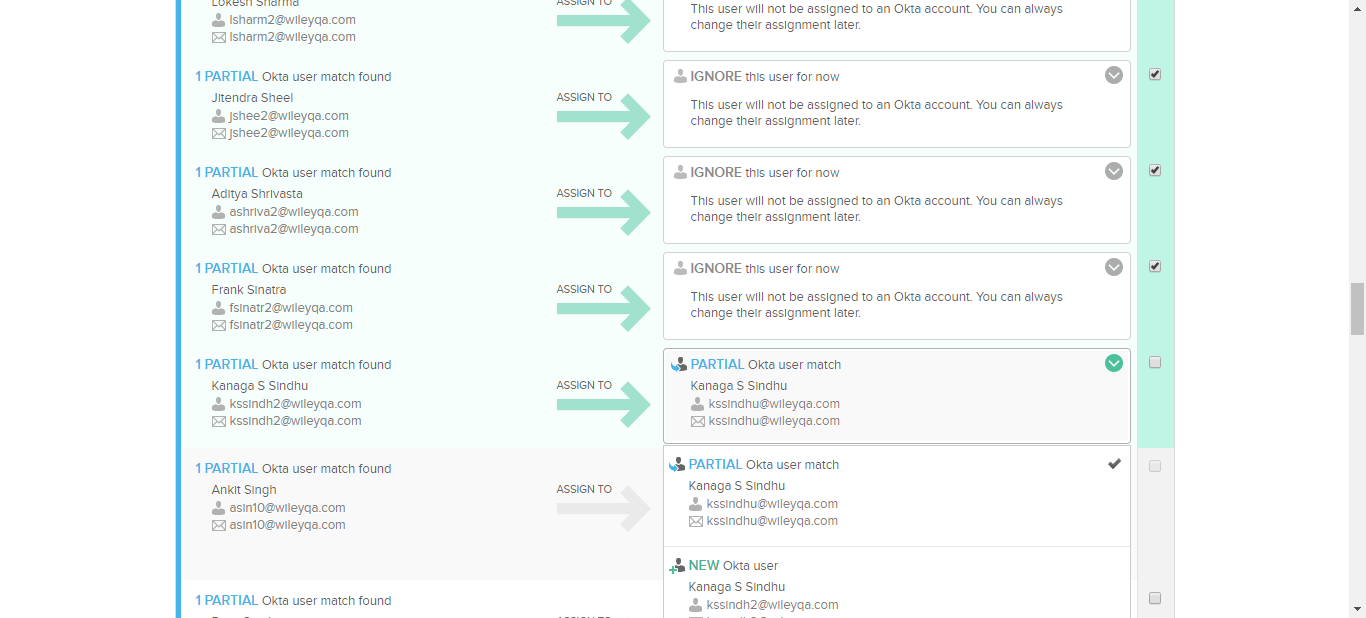 Lokesh Sharma
lsharm2@wileyqa.com
lsharm2@wileyqa.com
ASSIGN TO
This user will not be assigned to an Okta account. You can always
change their assignment later.
1 PARTIAL Okta user match found
Jitendra Sheel
jshee2@wileyqa.com
jshee2@wileyqa.com
ASSIGN TO
IGNORE this user for now
This user will not be assigned to an Okta account. You can always
change their assignment later.
1 PARTIAL Okta user match found
Aditya Shrivasta
ashriva2@wileyqa.com
ashriva2@wileyqa.com
ASSIGN TO
IGNORE this user for now
This user will not be assigned to an Okta account. You can always
change their assignment later.
1 PARTIAL Okta user match found
Frank Sinatra
fsinatr2@wileyqa.com
fsinatr2@wileyqa.com
ASSIGN TO
IGNORE this user for now
This user will not be assigned to an Okta account. You can always
change their assignment later.
1 PARTIAL Okta user match found
Kanaga S Sindhu
kssindh2@wileyqa.com
kssindh2@wileyqa.com
ASSIGN TO
PARTIAL Okta user match
Kanaga S Sindhu
kssindhu@wileyqa.com
kssindhu@wileyqa.com
1 PARTIAL Okta user match found
Ankit Singh
asin10@wileyqa.com
asin10@wileyqa.com
ASSIGN TO
PARTIAL Okta user match
Kanaga S Sindhu
kssindhu@wileyqa.com
kssindhu@wileyqa.com
NEW Okta user
Kanaga S Sindhu
kssindh2@wileyqa.com
1 PARTIAL Okta user match found